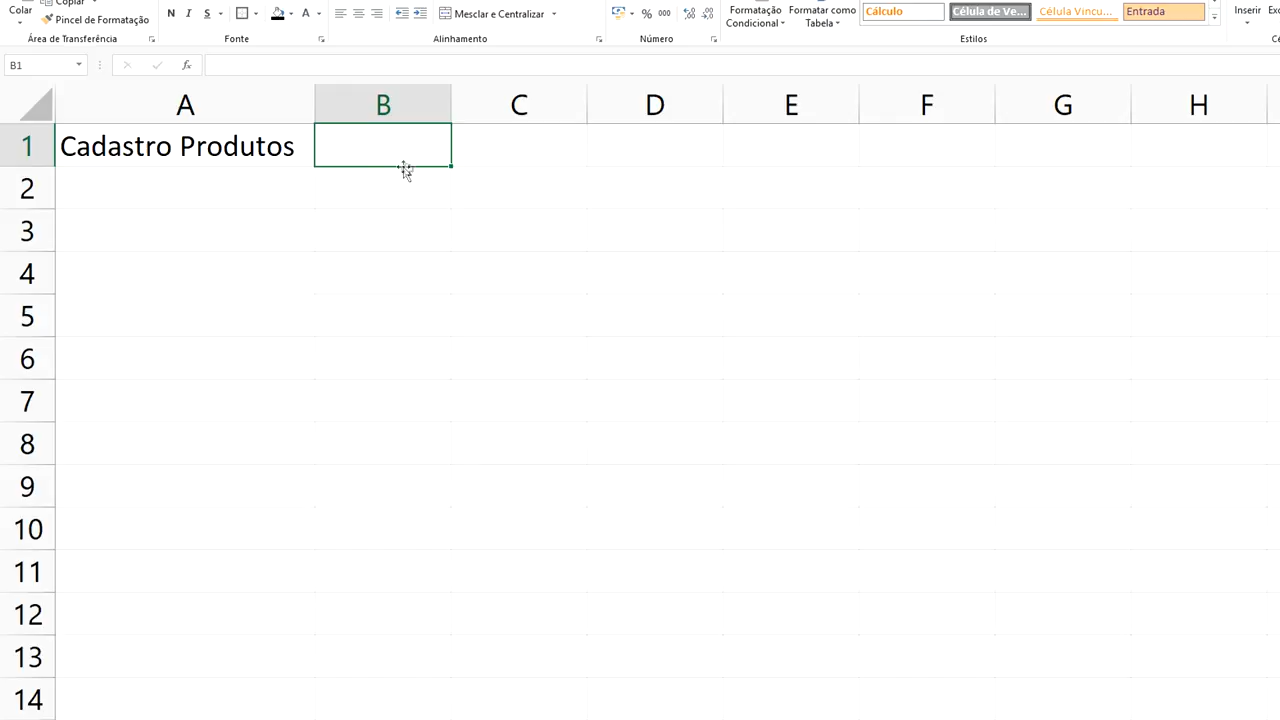 Colar
Copiar
Pincel de Formatação
Área de Transferência
N I S A
Fonte
Mesclar e Centralizar
Alinhamento
% 000
Número
Formatação Condicional
Formatar como Tabela
Cálculo
Célula de Ve...
Célula Vincu...
Entrada
Estilos
Inserir
B1
fx
A B C D E F G H
1 Cadastro Produtos
2
3
4
5
6
7
8
9
10
11
12
13
14